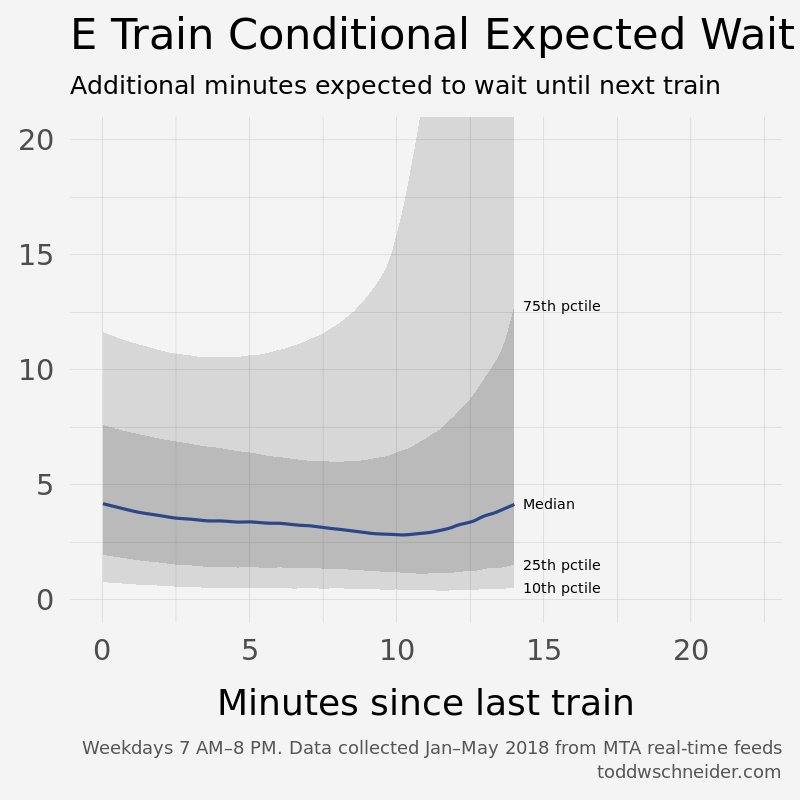 E Train Conditional Expected Wait
Additional minutes expected to wait until next train
20
15
10
5
0
75th pctile
Median
25th pctile
10th pctile
0 5 10 15 20
Minutes since last train
Weekdays 7 AM–8 PM. Data collected Jan–May 2018 from MTA real-time feeds
toddwschneider.com